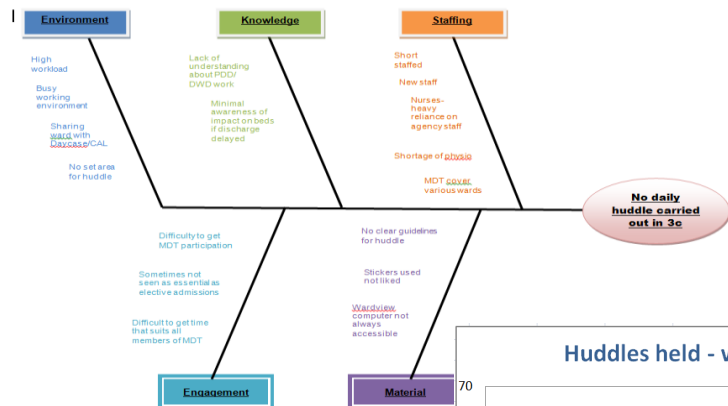 I
Environment
Knowledge
Staffing
High
workload
Busy
working
environment
Sharing
ward with
Daycase/CAL
No set area
for huddle
Lack of
understanding
about PDD/
DWD work
Minimal
awareness of
impact on beds
if discharge
delayed
Short
staffed
New staff
Nurses-
heavy
reliance on
agency staff
Shortage of physio
MDT cover
various wards
No daily
huddle carried
out in 3c
Difficulty to get
MDT participation
Sometimes not
seen as essential as
elective admissions
Difficult to get time
that suits all
members of MDT
No clear guidelines
for huddle
Stickers used
not liked
Wardview
computer not
always
accessible
Engagement
Material
Huddles held - w
70